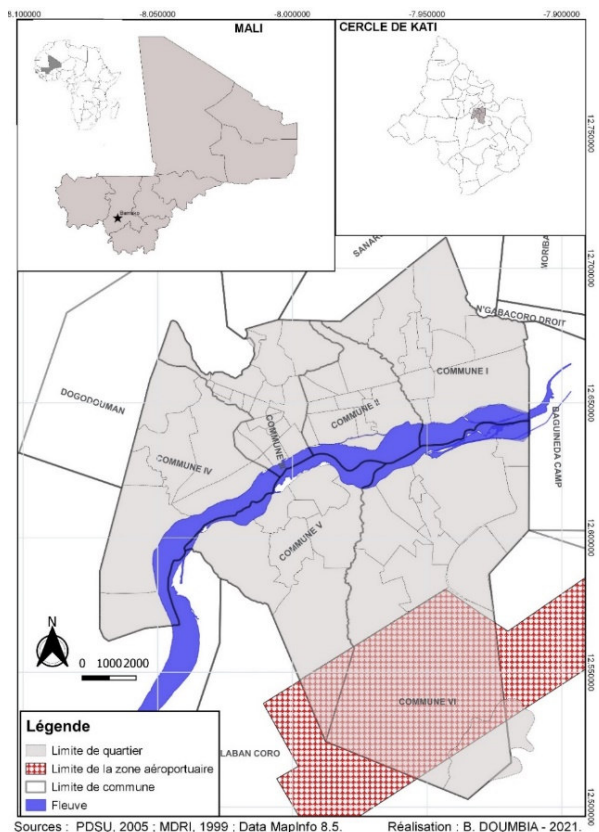 -8.100000 -8.050000 -8.000000 -7.950000 -7.900000
MALI
CERCLE DE KATI
Bamako
12.750000
12.700000
12.650000
12.600000
12.550000
12.500000
N'GABACORO DROIT
COMMUNE I
DOGODOUMAN
COMMUNE II
COMMUNE
COMMUNE IV
BAGUINEDA CAMP
COMMUNE V
N
0 1000 2000
COMMUNE VI
LABAN CORO
Légende
Limite de quartier
Limite de la zone aéroportuaire
Limite de commune
Fleuve
Sources : PDSU, 2005 ; MDRI, 1999 ; Data MapInfo 8.5. Réalisation : B. DOUMBIA - 2021.